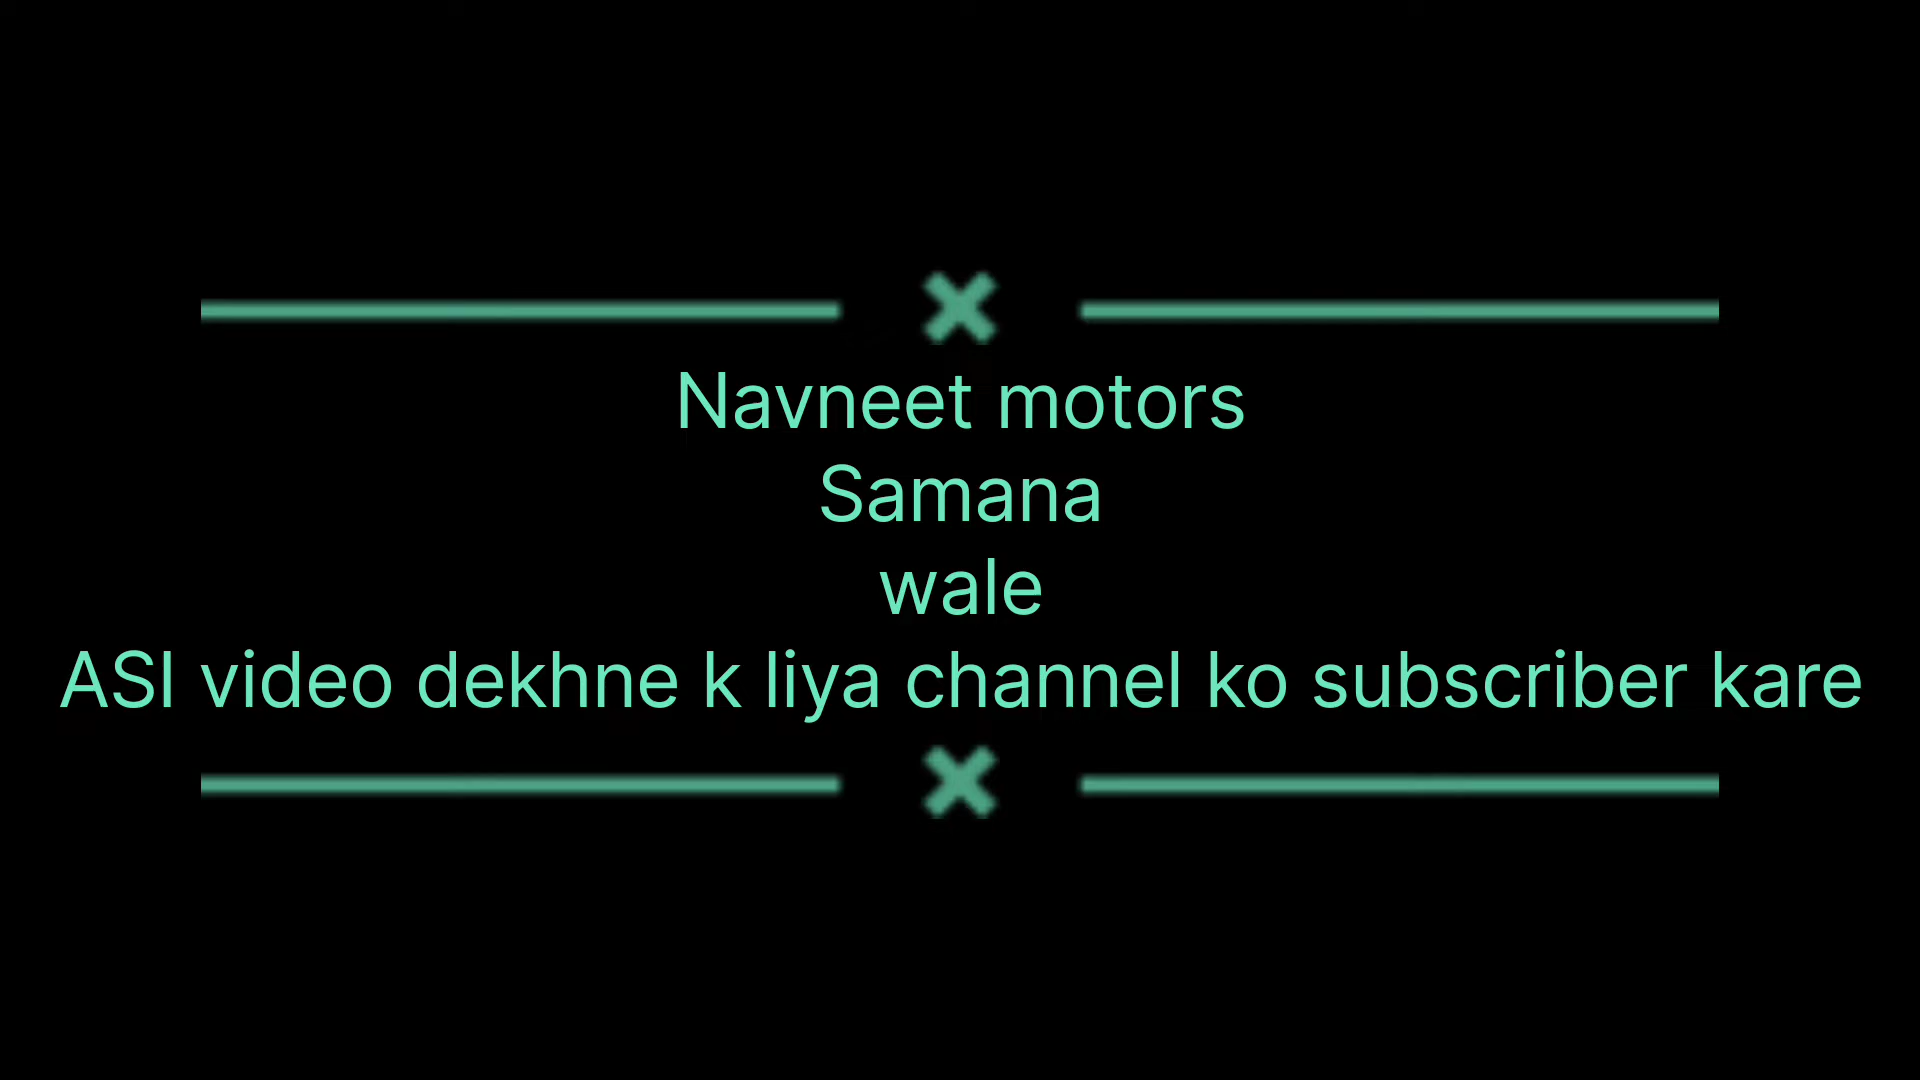 Navneet motors
Samana
wale
ASI video dekhne k liya channel ko subscriber kare